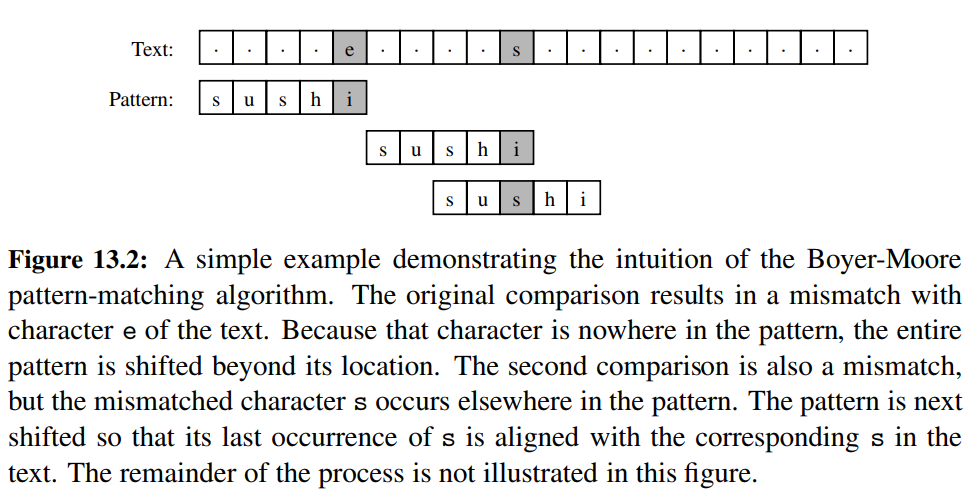 Text: . . . . e . . . . s . . . . . . . . . .
Pattern: s u s h i
s u s h i
s u s h i
Figure 13.2: A simple example demonstrating the intuition of the Boyer-Moore
pattern-matching algorithm. The original comparison results in a mismatch with
character e of the text. Because that character is nowhere in the pattern, the entire
pattern is shifted beyond its location. The second comparison is also a mismatch,
but the mismatched character s occurs elsewhere in the pattern. The pattern is next
shifted so that its last occurrence of s is aligned with the corresponding s in the
text. The remainder of the process is not illustrated in this figure.